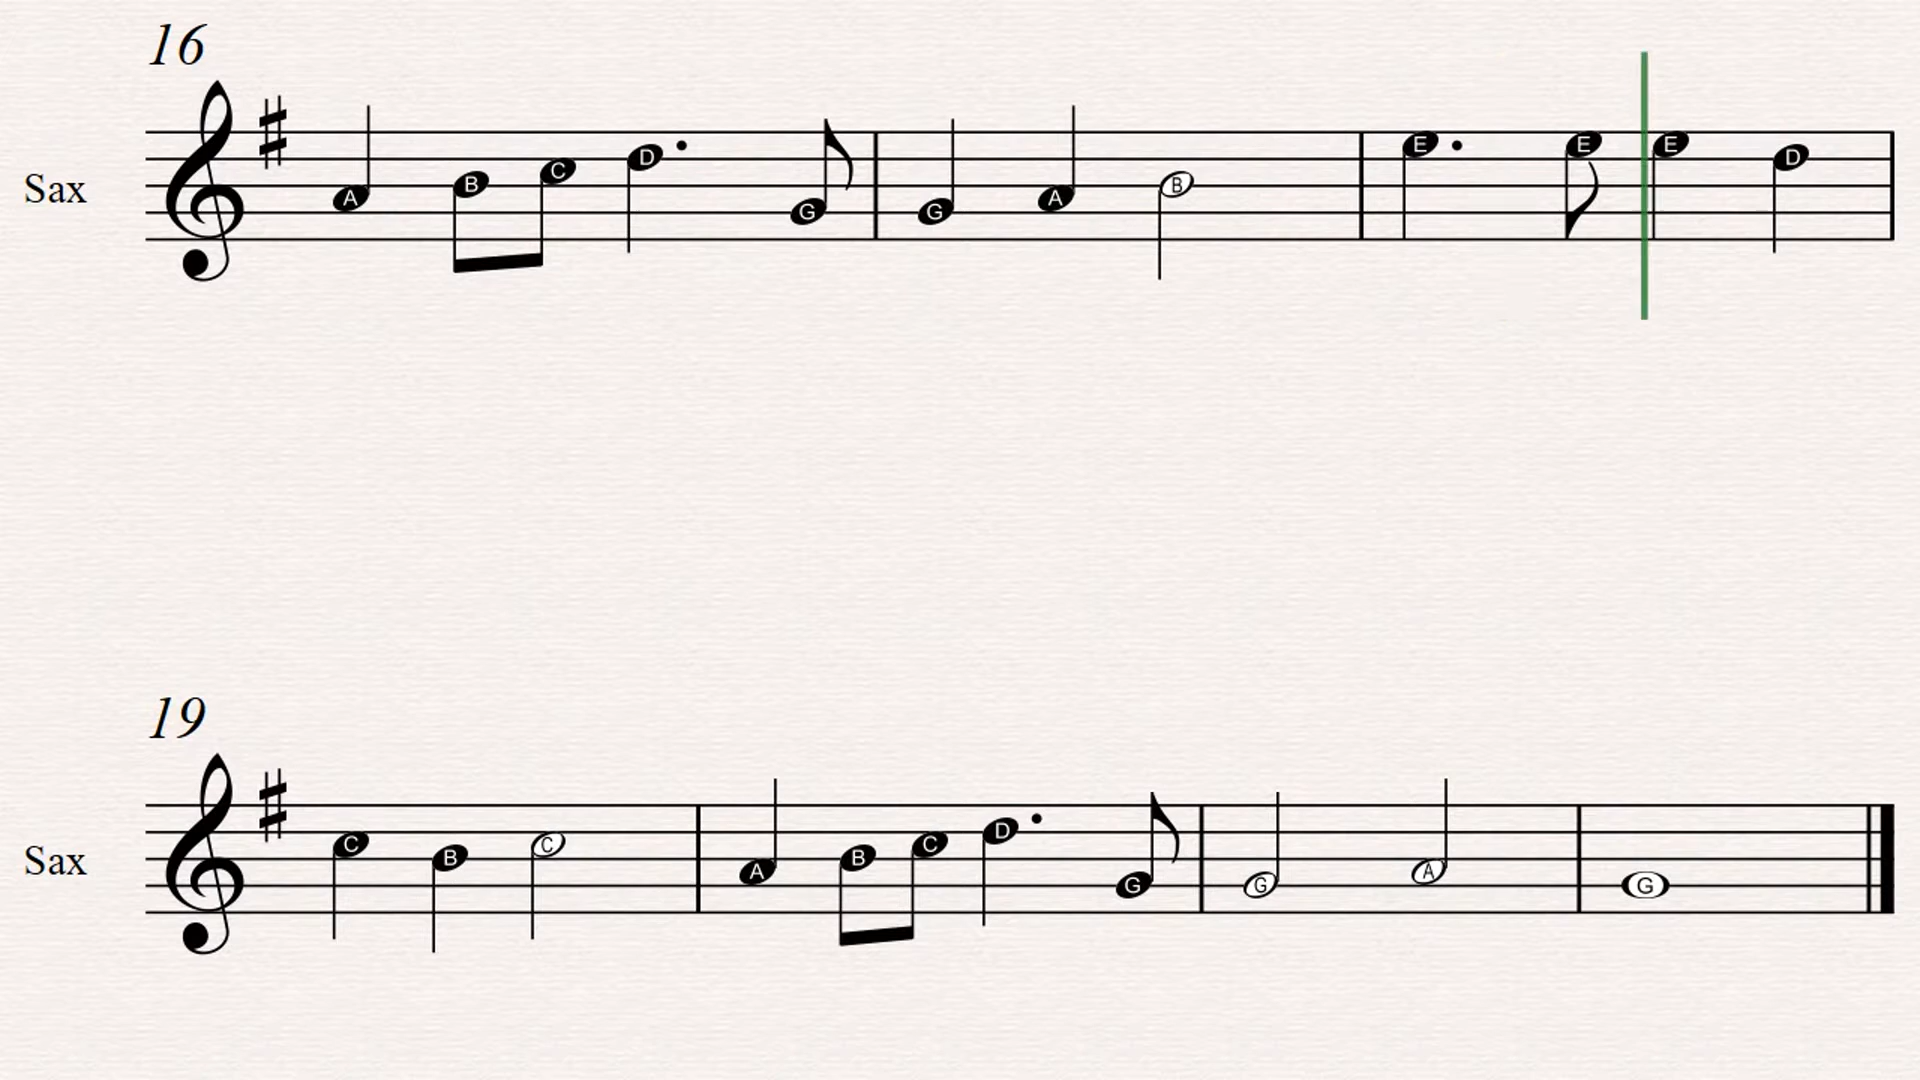 16
Sax A B C D G G A B E E E D
19
Sax C B C A B C D G G A G